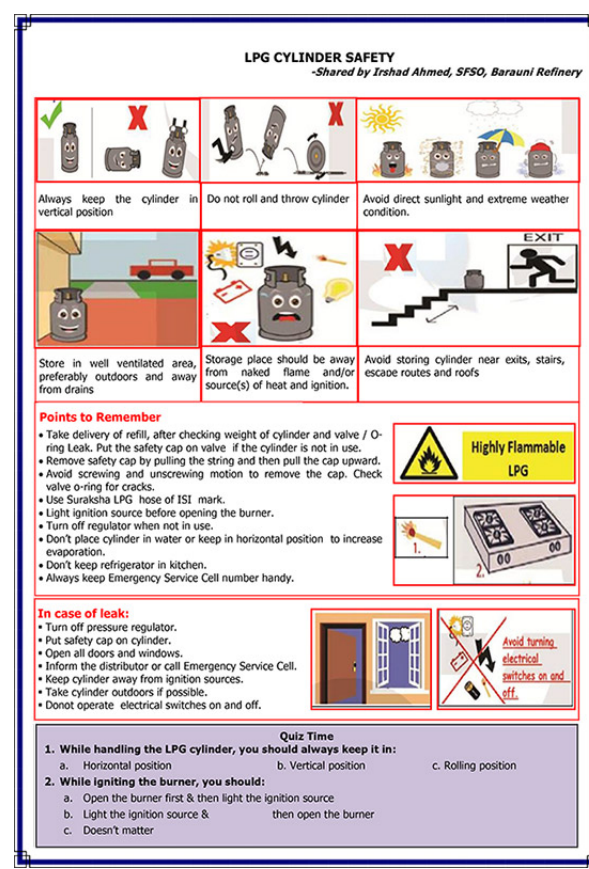 LPG CYLINDER SAFETY
-Shared by Irshad Ahmed, SFSO, Barauni Refinery
Always keep the cylinder in
vertical position
Do not roll and throw cylinder
Avoid direct sunlight and extreme weather
condition.
EXIT
Store in well ventilated area,
preferably outdoors and away
from drains
Storage place should be away
from naked flame and/or
source(s) of heat and ignition.
Avoid storing cylinder near exits, stairs,
escape routes and roofs
Points to Remember
• Take delivery of refill, after checking weight of cylinder and valve / O-
ring Leak. Put the safety cap on valve if the cylinder is not in use.
• Remove safety cap by pulling the string and then pull the cap upward.
• Avoid screwing and unscrewing motion to remove the cap. Check
valve o-ring for cracks.
• Use Suraksha LPG hose of ISI mark.
• Light ignition source before opening the burner.
• Turn off regulator when not in use.
• Don't place cylinder in water or keep in horizontal position to increase
evaporation.
• Don't keep refrigerator in kitchen.
• Always keep Emergency Service Cell number handy.
Highly Flammable
LPG
1.
2.
In case of leak:
▪ Turn off pressure regulator.
▪ Put safety cap on cylinder.
▪ Open all doors and windows.
▪ Inform the distributor or call Emergency Service Cell.
▪ Keep cylinder away from ignition sources.
▪ Take cylinder outdoors if possible.
▪ Donot operate electrical switches on and off.
Avoid turning
electrical
switches on and
off.
Quiz Time
1. While handling the LPG cylinder, you should always keep it in:
a. Horizontal position b. Vertical position c. Rolling position
2. While igniting the burner, you should:
a. Open the burner first & then light the ignition source
b. Light the ignition source & then open the burner
c. Doesn't matter